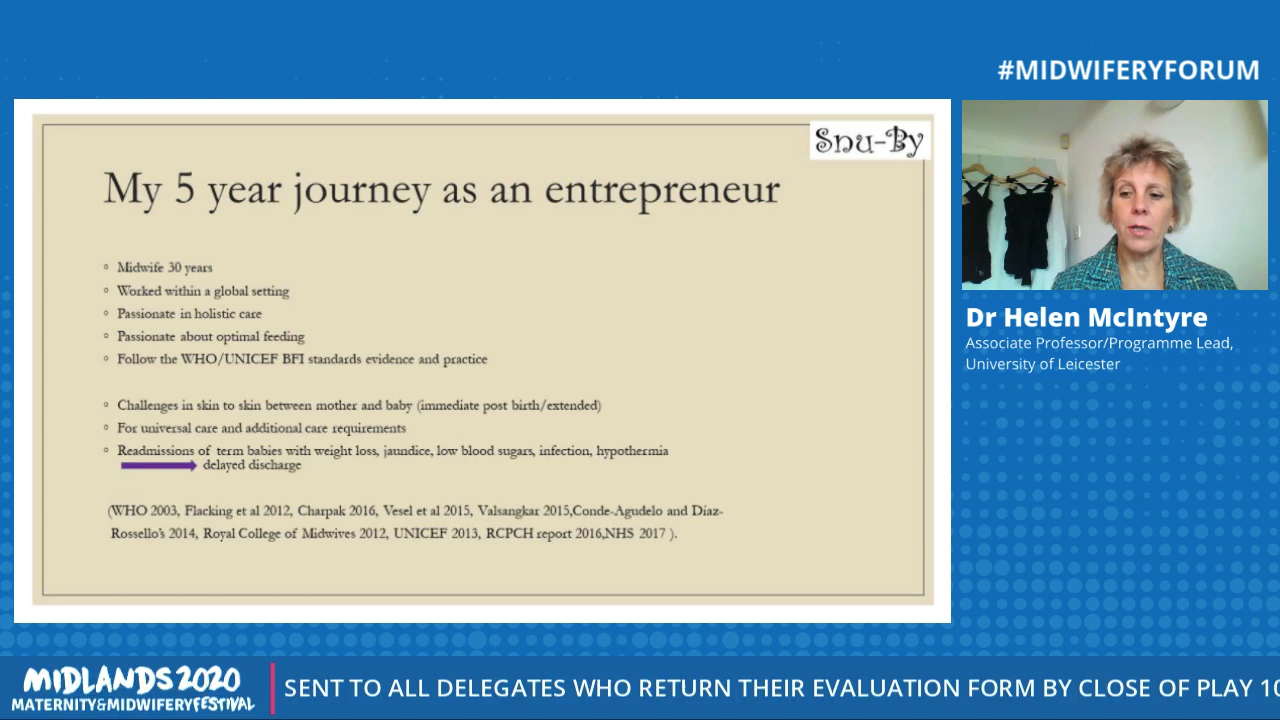 #MIDWIFERYFORUM
Snu-By
My 5 year journey as an entrepreneur
◦ Midwife 30 years
◦ Worked within a global setting
◦ Passionate in holistic care
◦ Passionate about optimal feeding
◦ Follow the WHO/UNICEF BFI standards evidence and practice
◦ Challenges in skin to skin between mother and baby (immediate post birth/extended)
◦ For universal care and additional care requirements
◦ Readmissions of term babies with weight loss, jaundice, low blood sugars, infection, hypothermia
delayed discharge
(WHO 2003, Flacking et al 2012, Charpak 2016, Vesel et al 2015, Valsangkar 2015,Conde-Agudelo and Díaz-
Rossello's 2014, Royal College of Midwives 2012, UNICEF 2013, RCPCH report 2016,NHS 2017 ).
Dr Helen McIntyre
Associate Professor/Programme Lead,
University of Leicester
MIDLANDS 2020
MATERNITY&MIDWIFERYFESTIVAL
SENT TO ALL DELEGATES WHO RETURN THEIR EVALUATION FORM BY CLOSE OF PLAY 10